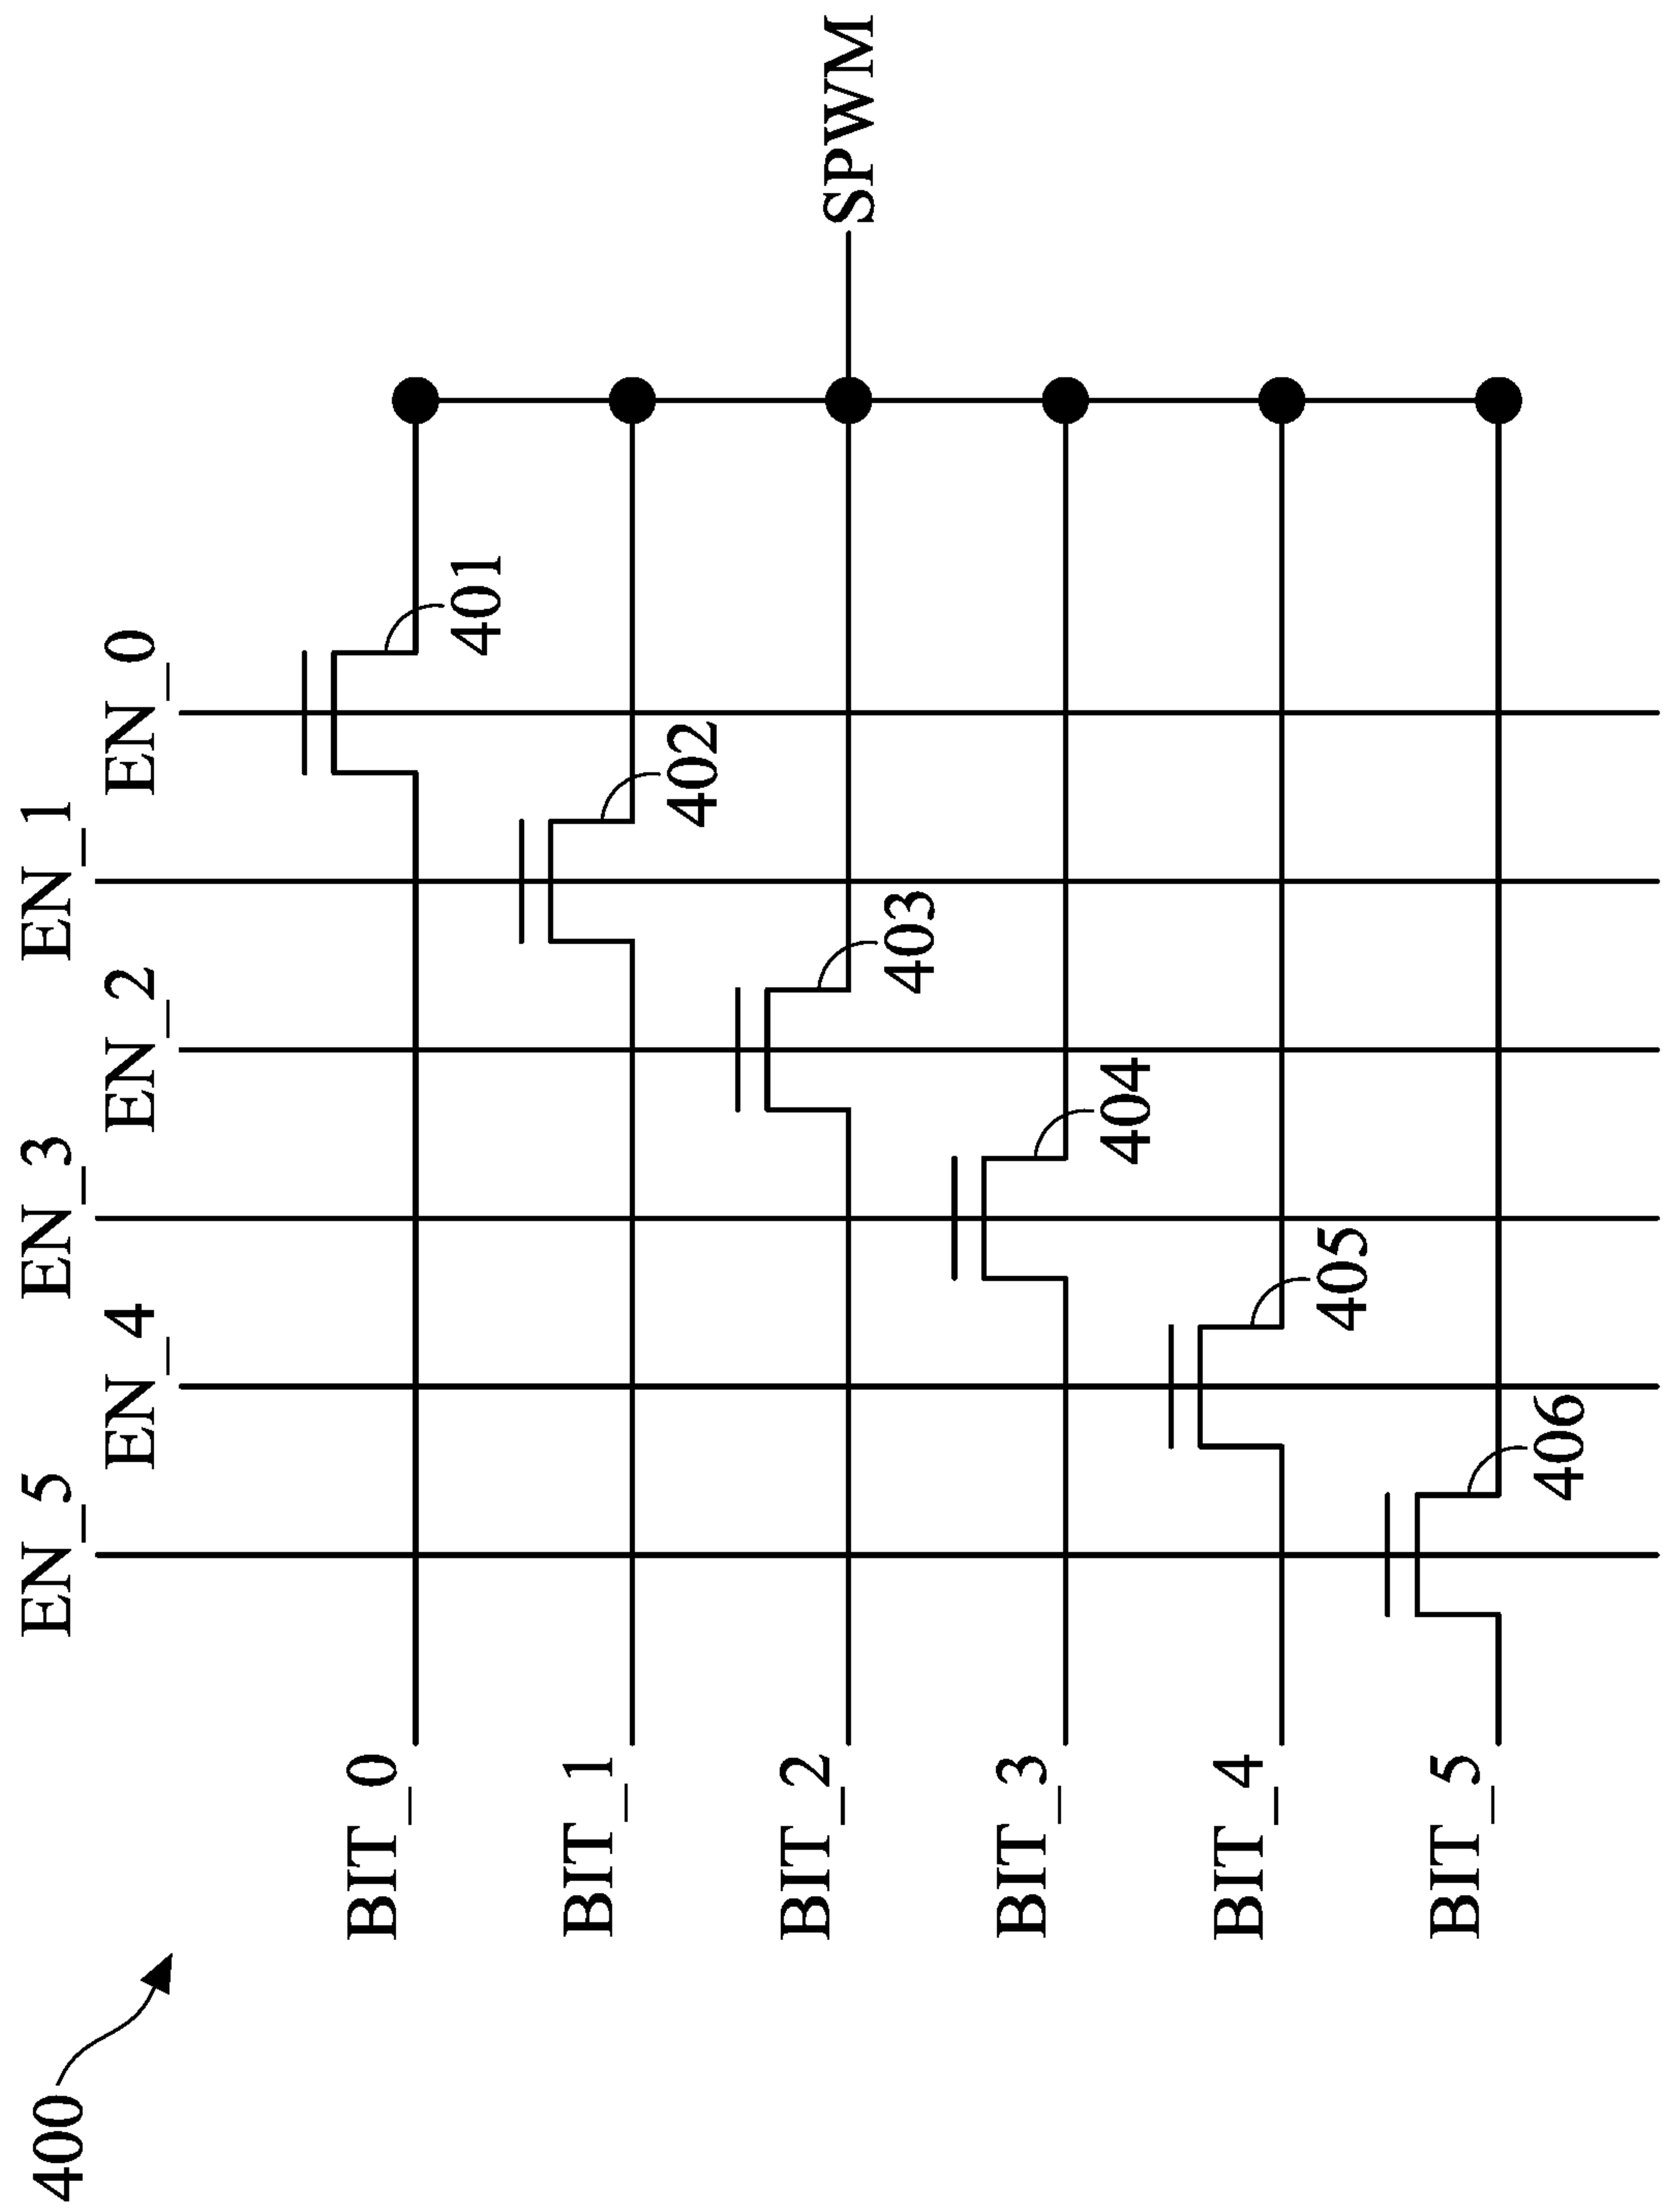 400
EN_5
EN_4
EN_3
EN_2
EN_1
EN_0
BIT_0
401
BIT_1
402
BIT_2
403
SPWM
BIT_3
404
BIT_4
405
BIT_5
406